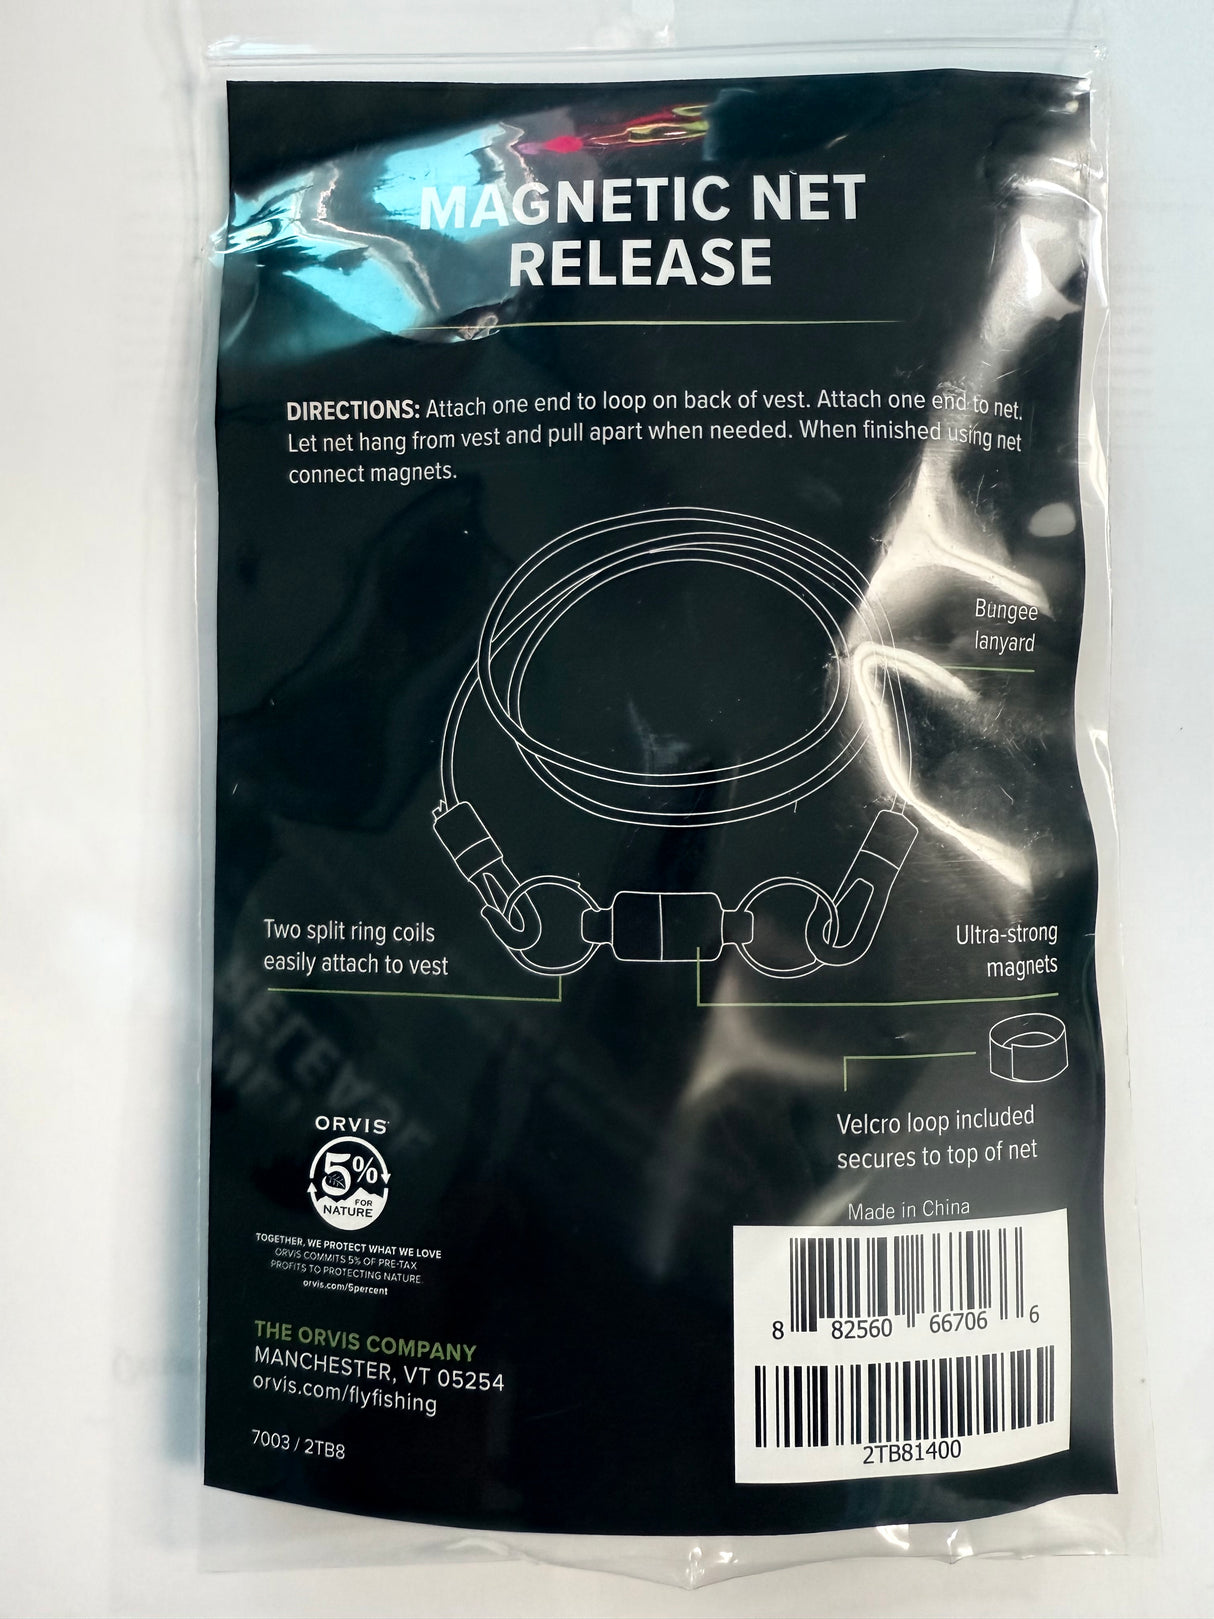 MAGNETIC NET
RELEASE
DIRECTIONS: Attach one end to loop on back of vest. Attach one end to net.
Let net hang from vest and pull apart when needed. When finished using net
connect magnets.
Bungee
lanyard
Two split ring coils
easily attach to vest
Ultra-strong
magnets
Velcro loop included
secures to top of net
ORVIS
5%
FOR
NATURE
TOGETHER, WE PROTECT WHAT WE LOVE
ORVIS COMMITS 5% OF PRE-TAX
PROFITS TO PROTECTING NATURE.
orvis.com/5percent
THE ORVIS COMPANY
MANCHESTER, VT 05254
orvis.com/flyfishing
7003 / 2TB8
Made in China
8 82560 66706 6
2TB81400